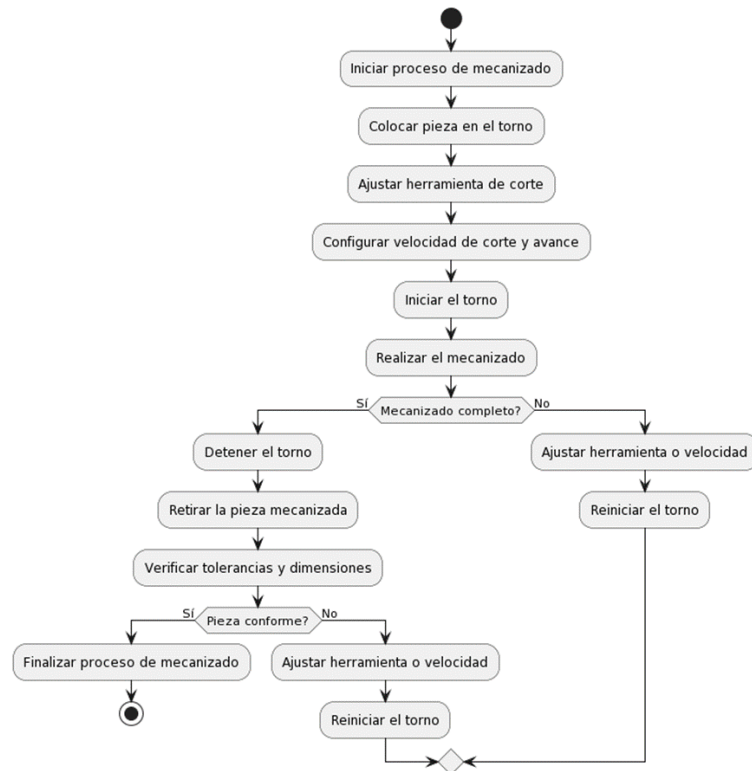 Iniciar proceso de mecanizado
Colocar pieza en el torno
Ajustar herramienta de corte
Configurar velocidad de corte y avance
Iniciar el torno
Realizar el mecanizado
Sí
Mecanizado completo?
No
Detener el torno
Ajustar herramienta o velocidad
Retirar la pieza mecanizada
Reiniciar el torno
Verificar tolerancias y dimensiones
Sí
Pieza conforme?
No
Finalizar proceso de mecanizado
Ajustar herramienta o velocidad
Reiniciar el torno